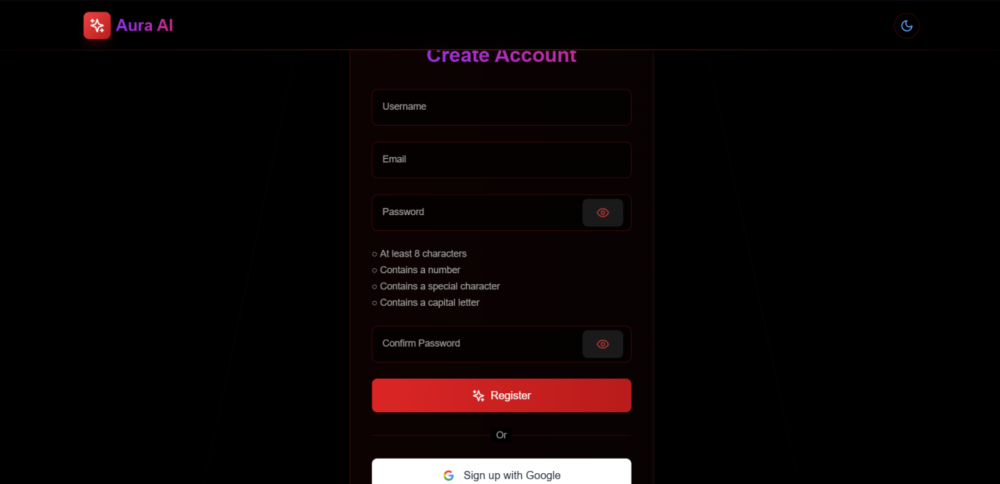 Aura AI
Create Account
Username
Email
Password
○ At least 8 characters
○ Contains a number
○ Contains a special character
○ Contains a capital letter
Confirm Password
Register
Or
Sign up with Google